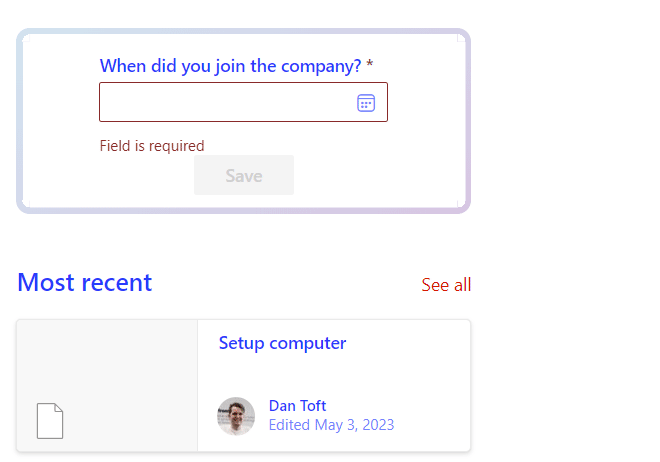 When did you join the company? *
Field is required
Save
Most recent
See all
Setup computer
Dan Toft
Edited May 3, 2023